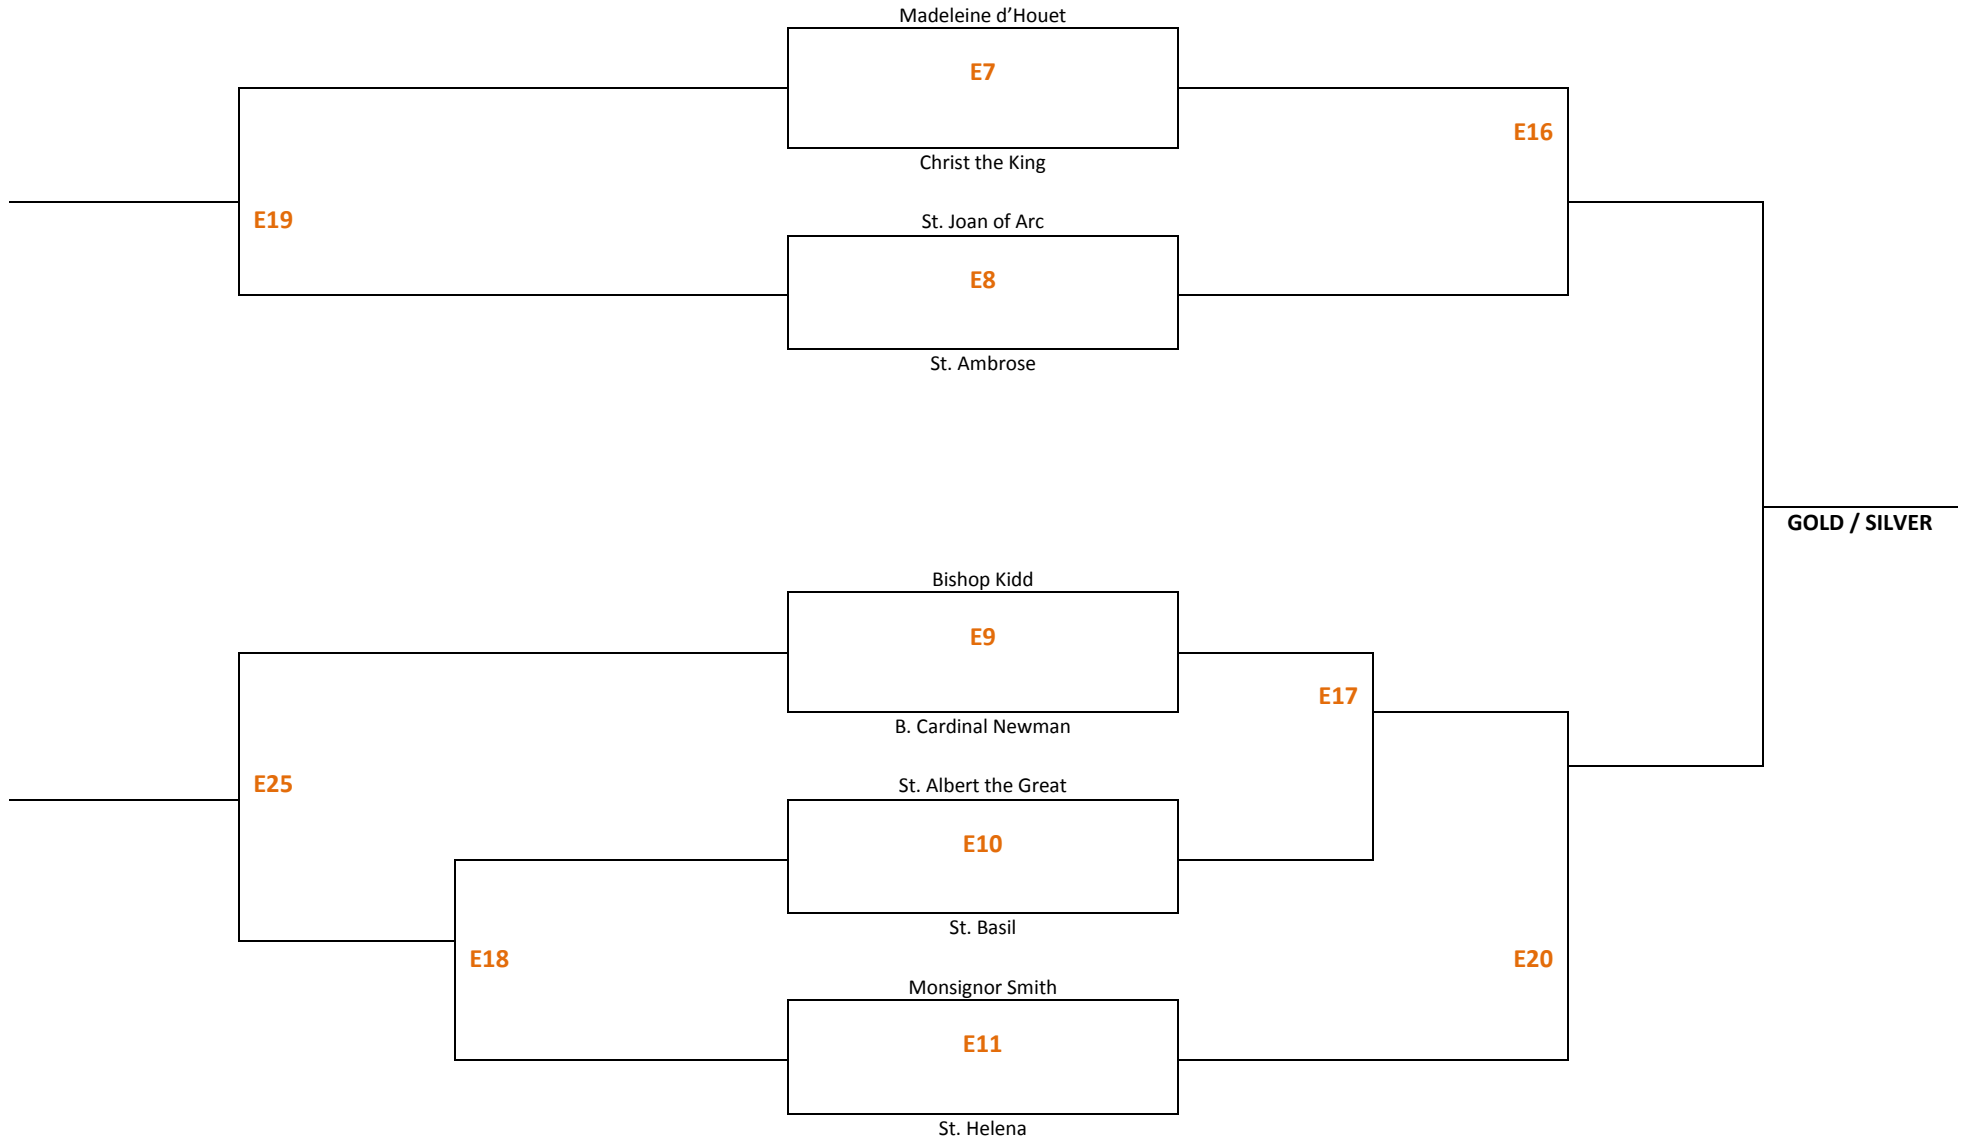 Madeleine d’Houet
E7
E16
Christ the King
E19
St. Joan of Arc
E8
St. Ambrose
GOLD / SILVER
Bishop Kidd
E9
E17
B. Cardinal Newman
E25
St. Albert the Great
E10
St. Basil
E18
E20
Monsignor Smith
E11
St. Helena